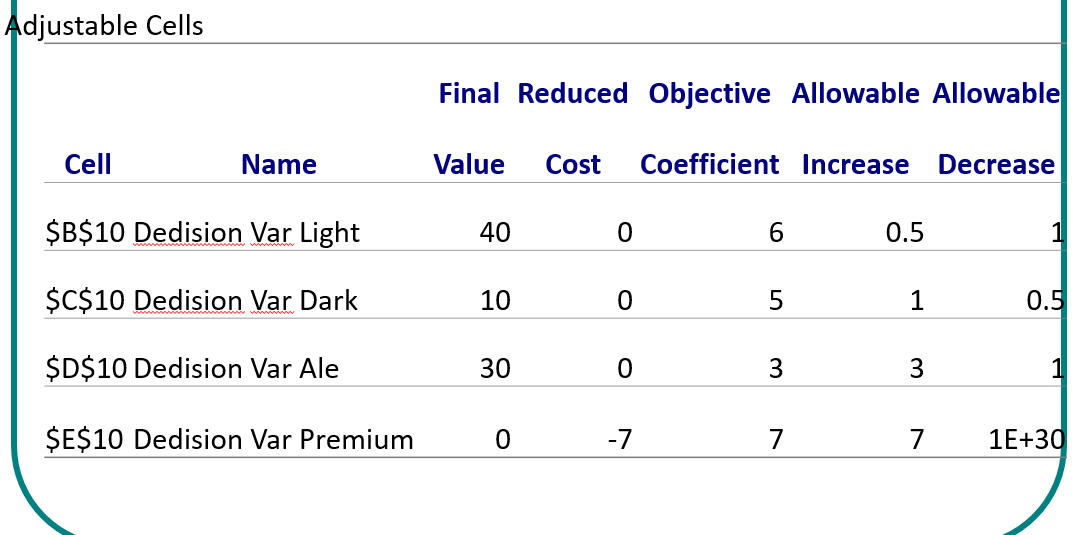 Adjustable Cells
Final Reduced Objective Allowable Allowable
Cell Name Value Cost Coefficient Increase Decrease
$B$10 Dedision Var Light 40 0 6 0.5 1
$C$10 Dedision Var Dark 10 0 5 1 0.5
$D$10 Dedision Var Ale 30 0 3 3 1
$E$10 Dedision Var Premium 0 -7 7 7 1E+30